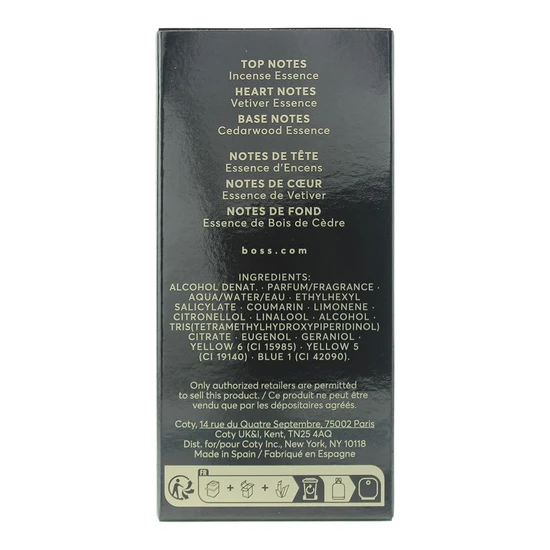 TOP NOTES
Incense Essence
HEART NOTES
Vetiver Essence
BASE NOTES
Cedarwood Essence
NOTES DE TÊTE
Essence d'Encens
NOTES DE CŒUR
Essence de Vetiver
NOTES DE FOND
Essence de Bois de Cèdre
boss.com
INGREDIENTS:
ALCOHOL DENAT. · PARFUM/FRAGRANCE ·
AQUA/WATER/EAU · ETHYLHEXYL
SALICYLATE · COUMARIN · LIMONENE ·
CITRONELLOL · LINALOOL · ALCOHOL ·
TRIS(TETRAMETHYLHYDROXYPIPERIDINOL)
CITRATE · EUGENOL · GERANIOL ·
YELLOW 6 (CI 15985) · YELLOW 5
(CI 19140) · BLUE 1 (CI 42090).
Only authorized retailers are permitted
to sell this product. / Ce produit ne peut être
vendu que par les dépositaires agréés.
Coty, 14 rue du Quatre Septembre, 75002 Paris
Coty UK&I, Kent, TN25 4AQ
Dist. for/pour Coty Inc., New York, NY 10118
Made in Spain / Fabriqué en Espagne
FR